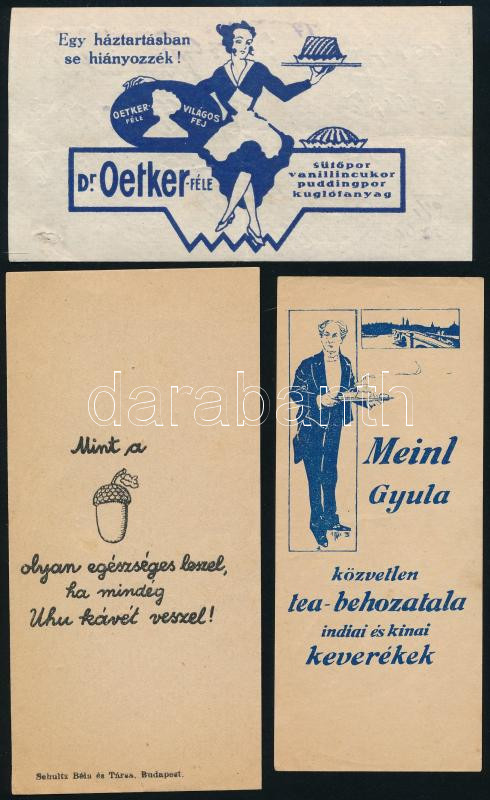 Egy háztartásban
se hiányozzék!
OETKER-
FÉLE
VILÁGOS
FEJ
Dr. Oetker-FÉLE
sütőpor
vanillincukor
puddingpor
kuglófanyag
Mint a
olyan egészséges leszel,
ha mindég
Uhu kávét veszel!
Schultz Béla és Társa, Budapest.
Meinl
Gyula
közvetlen
tea-behozatala
indiai és kinai
keverékek
darabanth